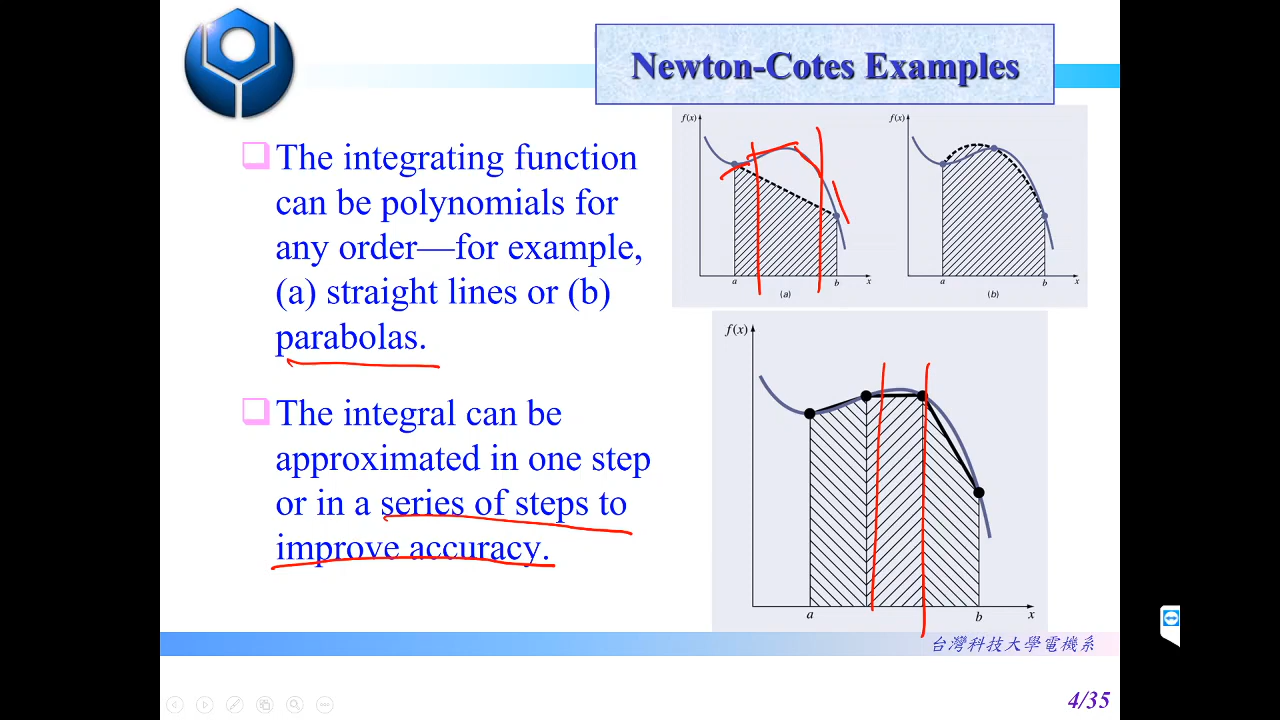 Newton-Cotes Examples
The integrating function
can be polynomials for
any order—for example,
(a) straight lines or (b)
parabolas.
The integral can be
approximated in one step
or in a series of steps to
improve accuracy.
f(x)
a
b
x
(a)
f(x)
a
b
x
(b)
f(x)
a
b
x
台灣科技大學電機系
4/35